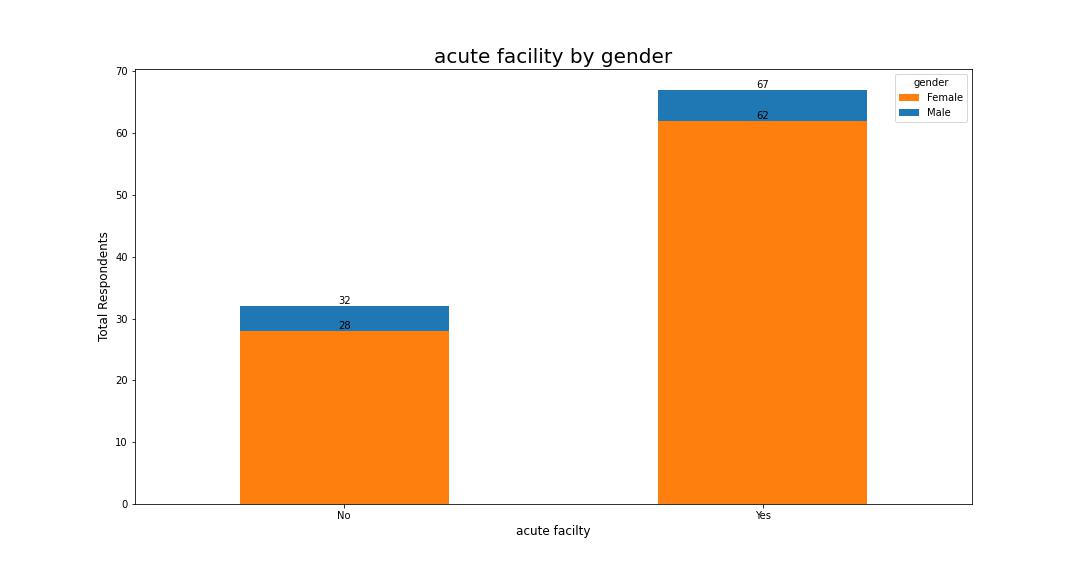 acute facility by gender
70
60
50
40
30
20
10
0
Total Respondents
67
62
32
28
gender
Female
Male
No
Yes
acute facilty